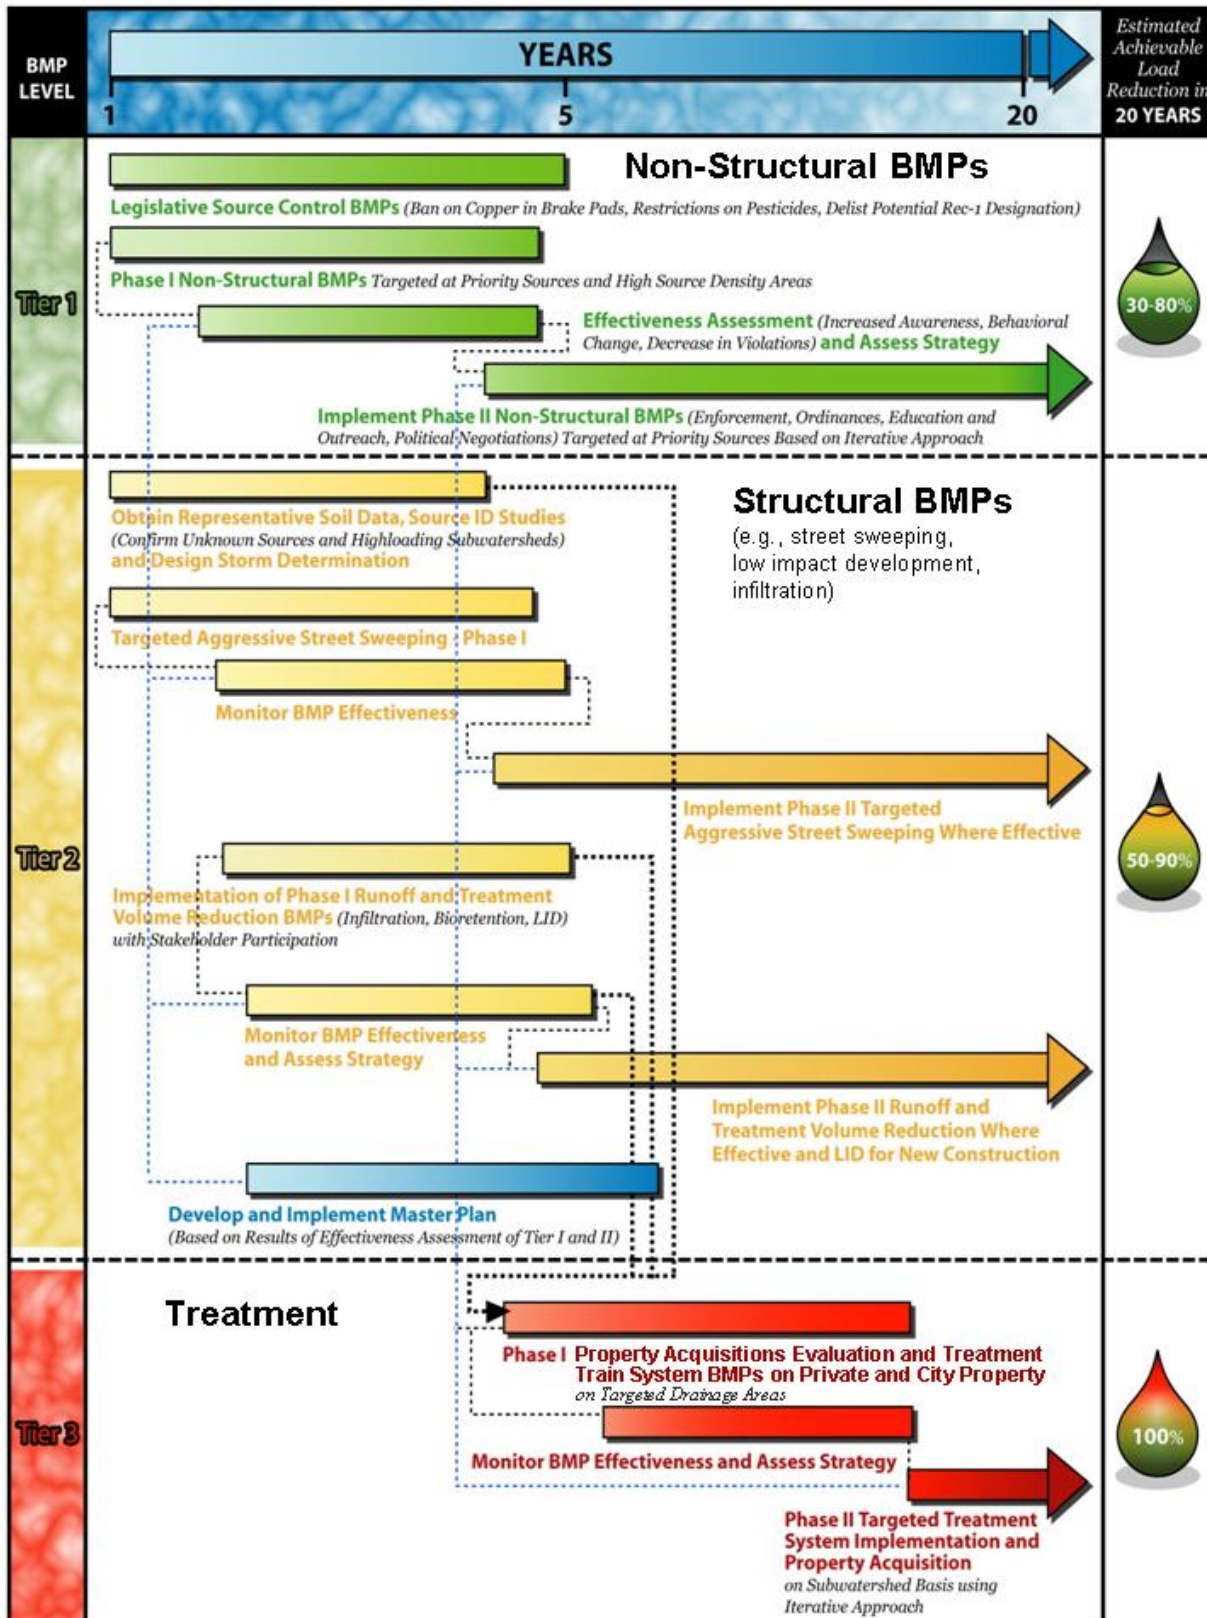 BMP
LEVEL
YEARS
1
5
20
Estimated
Achievable
Load
Reduction in
20 YEARS
Non-Structural BMPs
Legislative Source Control BMPs (Ban on Copper in Brake Pads, Restrictions on Pesticides, Delist Potential Rec-1 Designation)
Phase I Non-Structural BMPs Targeted at Priority Sources and High Source Density Areas
Tier 1
Effectiveness Assessment (Increased Awareness, Behavioral
Change, Decrease in Violations) and Assess Strategy
30-80%
Implement Phase II Non-Structural BMPs (Enforcement, Ordinances, Education and
Outreach, Political Negotiations) Targeted at Priority Sources Based on Iterative Approach
Structural BMPs
(e.g., street sweeping,
low impact development,
infiltration)
Obtain Representative Soil Data, Source ID Studies
(Confirm Unknown Sources and Highloading Subwatersheds)
and Design Storm Determination
Targeted Aggressive Street Sweeping - Phase I
Monitor BMP Effectiveness
Implement Phase II Targeted
Aggressive Street Sweeping Where Effective
Tier 2
50-90%
Implementation of Phase I Runoff and Treatment
Volume Reduction BMPs (Infiltration, Bioretention, LID)
with Stakeholder Participation
Monitor BMP Effectiveness
and Assess Strategy
Implement Phase II Runoff and
Treatment Volume Reduction Where
Effective and LID for New Construction
Develop and Implement Master Plan
(Based on Results of Effectiveness Assessment of Tier I and II)
Treatment
Phase I Property Acquisitions Evaluation and Treatment
Train System BMPs on Private and City Property
on Targeted Drainage Areas
Tier 3
100%
Monitor BMP Effectiveness and Assess Strategy
Phase II Targeted Treatment
System Implementation and
Property Acquisition
on Subwatershed Basis using
Iterative Approach